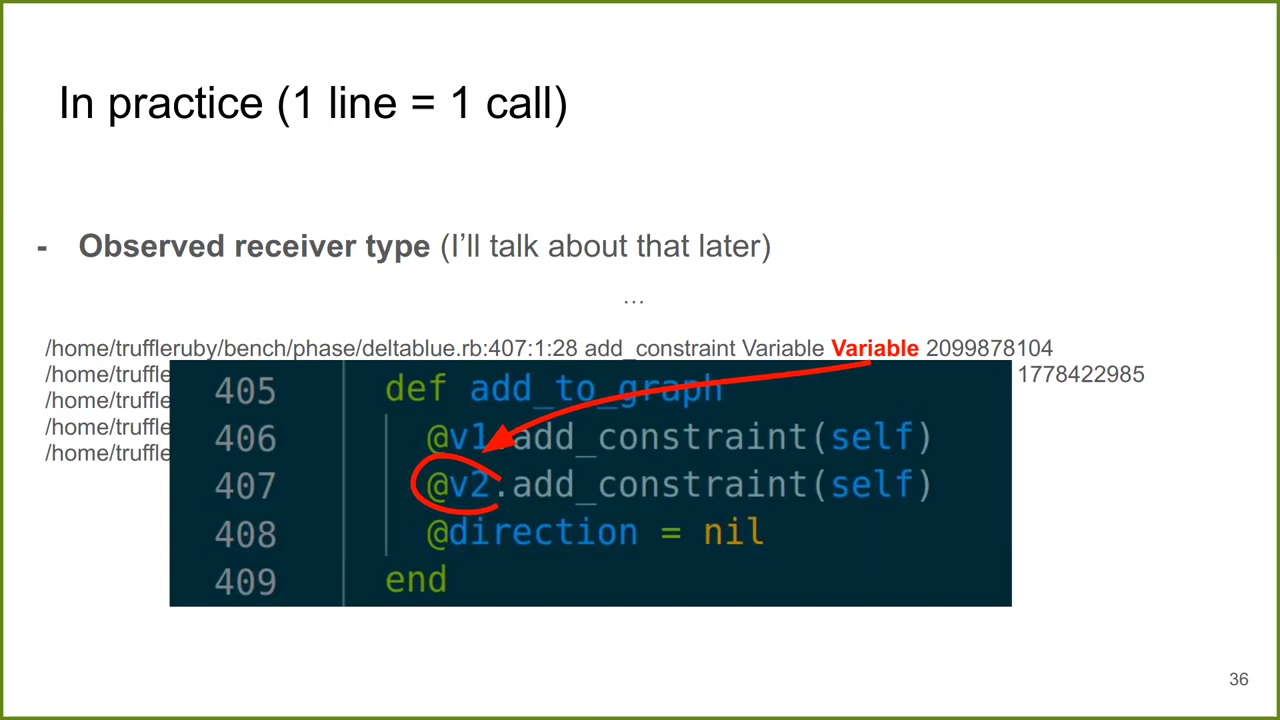 In practice (1 line = 1 call)
- Observed receiver type (I'll talk about that later)
...
/home/truffleruby/bench/phase/deltablue.rb:407:1:28 add_constraint Variable Variable 2099878104
/home/truffle 1778422985
/home/truffle
/home/truffle
/home/truffle
405 def add_to_graph
406 @v1.add_constraint(self)
407 @v2.add_constraint(self)
408 @direction = nil
409 end
36